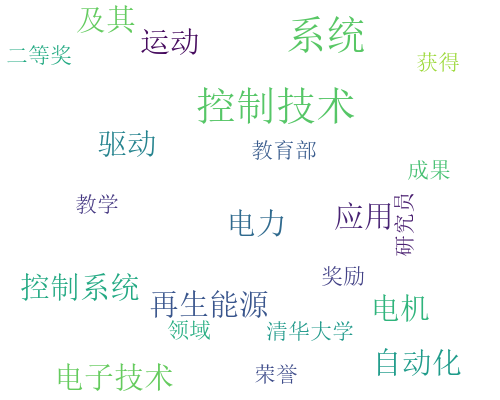 及其
系统
运动
二等奖
获得
控制技术
驱动
教育部
成果
教学
电力
应用
研究员
奖励
控制系统
再生能源
电机
领域
清华大学
自动化
电子技术
荣誉